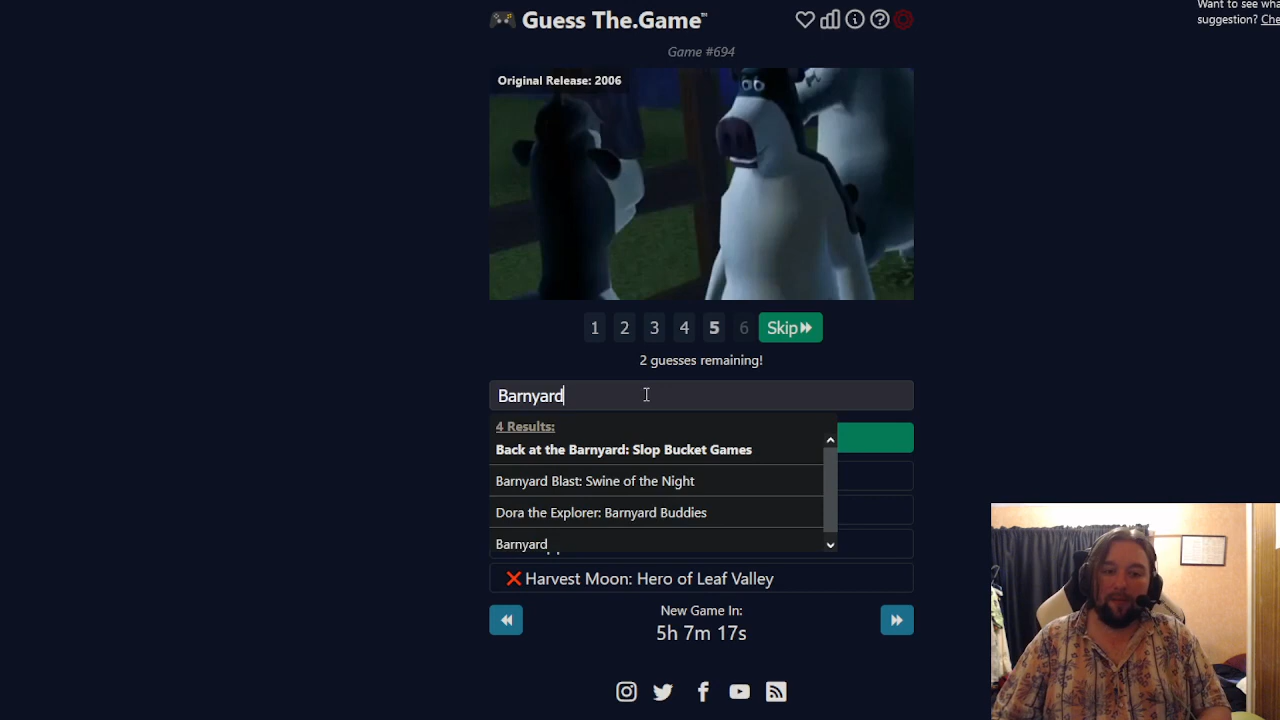 Guess The.Game™
Want to see wha
suggestion? Che
Game #694
Original Release: 2006
1 2 3 4 5 6 Skip
2 guesses remaining!
Barnyard
4 Results:
Back at the Barnyard: Slop Bucket Games
Barnyard Blast: Swine of the Night
Dora the Explorer: Barnyard Buddies
Barnyard
Harvest Moon: Hero of Leaf Valley
New Game In:
5h 7m 17s